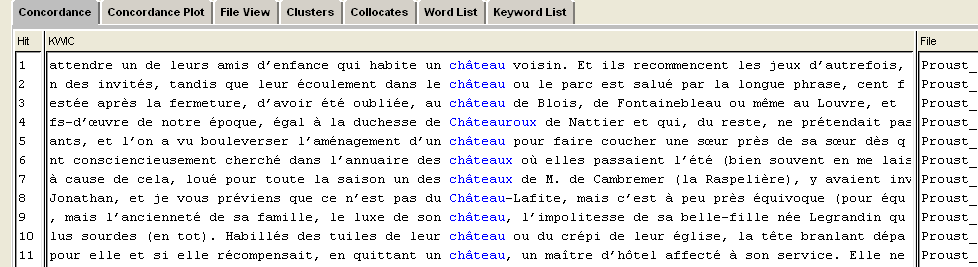 Concordance Concordance Plot File View Clusters Collocates Word List Keyword List
Hit KWIC File
1 attendre un de leurs amis d’enfance qui habite un château voisin. Et ils recommencent les jeux d’autrefois, Proust_
2 n des invités, tandis que leur écoulement dans le château ou le parc est salué par la longue phrase, cent f Proust_
3 estée après la fermeture, d’avoir été oubliée, au château de Blois, de Fontainebleau ou même au Louvre, et Proust_
4 fs-d’œuvre de notre époque, égal à la duchesse de Châteauroux de Nattier et qui, du reste, ne prétendait pas Proust_
5 ants, et l’on a vu bouleverser l’aménagement d’un château pour faire coucher une sœur près de sa sœur dès q Proust_
6 nt consciencieusement cherché dans l’annuaire des châteaux où elles passaient l’été (bien souvent en me lais Proust_
7 à cause de cela, loué pour toute la saison un des châteaux de M. de Cambremer (la Raspelière), y avaient inv Proust_
8 Jonathan, et je vous préviens que ce n’est pas du Château-Lafite, mais c’est à peu près équivoque (pour équ Proust_
9 , mais l’ancienneté de sa famille, le luxe de son château, l’impolitesse de sa belle-fille née Legrandin qu Proust_
10 lus sourdes (en tot). Habillés des tuiles de leur château ou du crépi de leur église, la tête branlant dépa Proust_
11 pour elle et si elle récompensait, en quittant un château, un maître d’hôtel affecté à son service. Elle ne Proust_